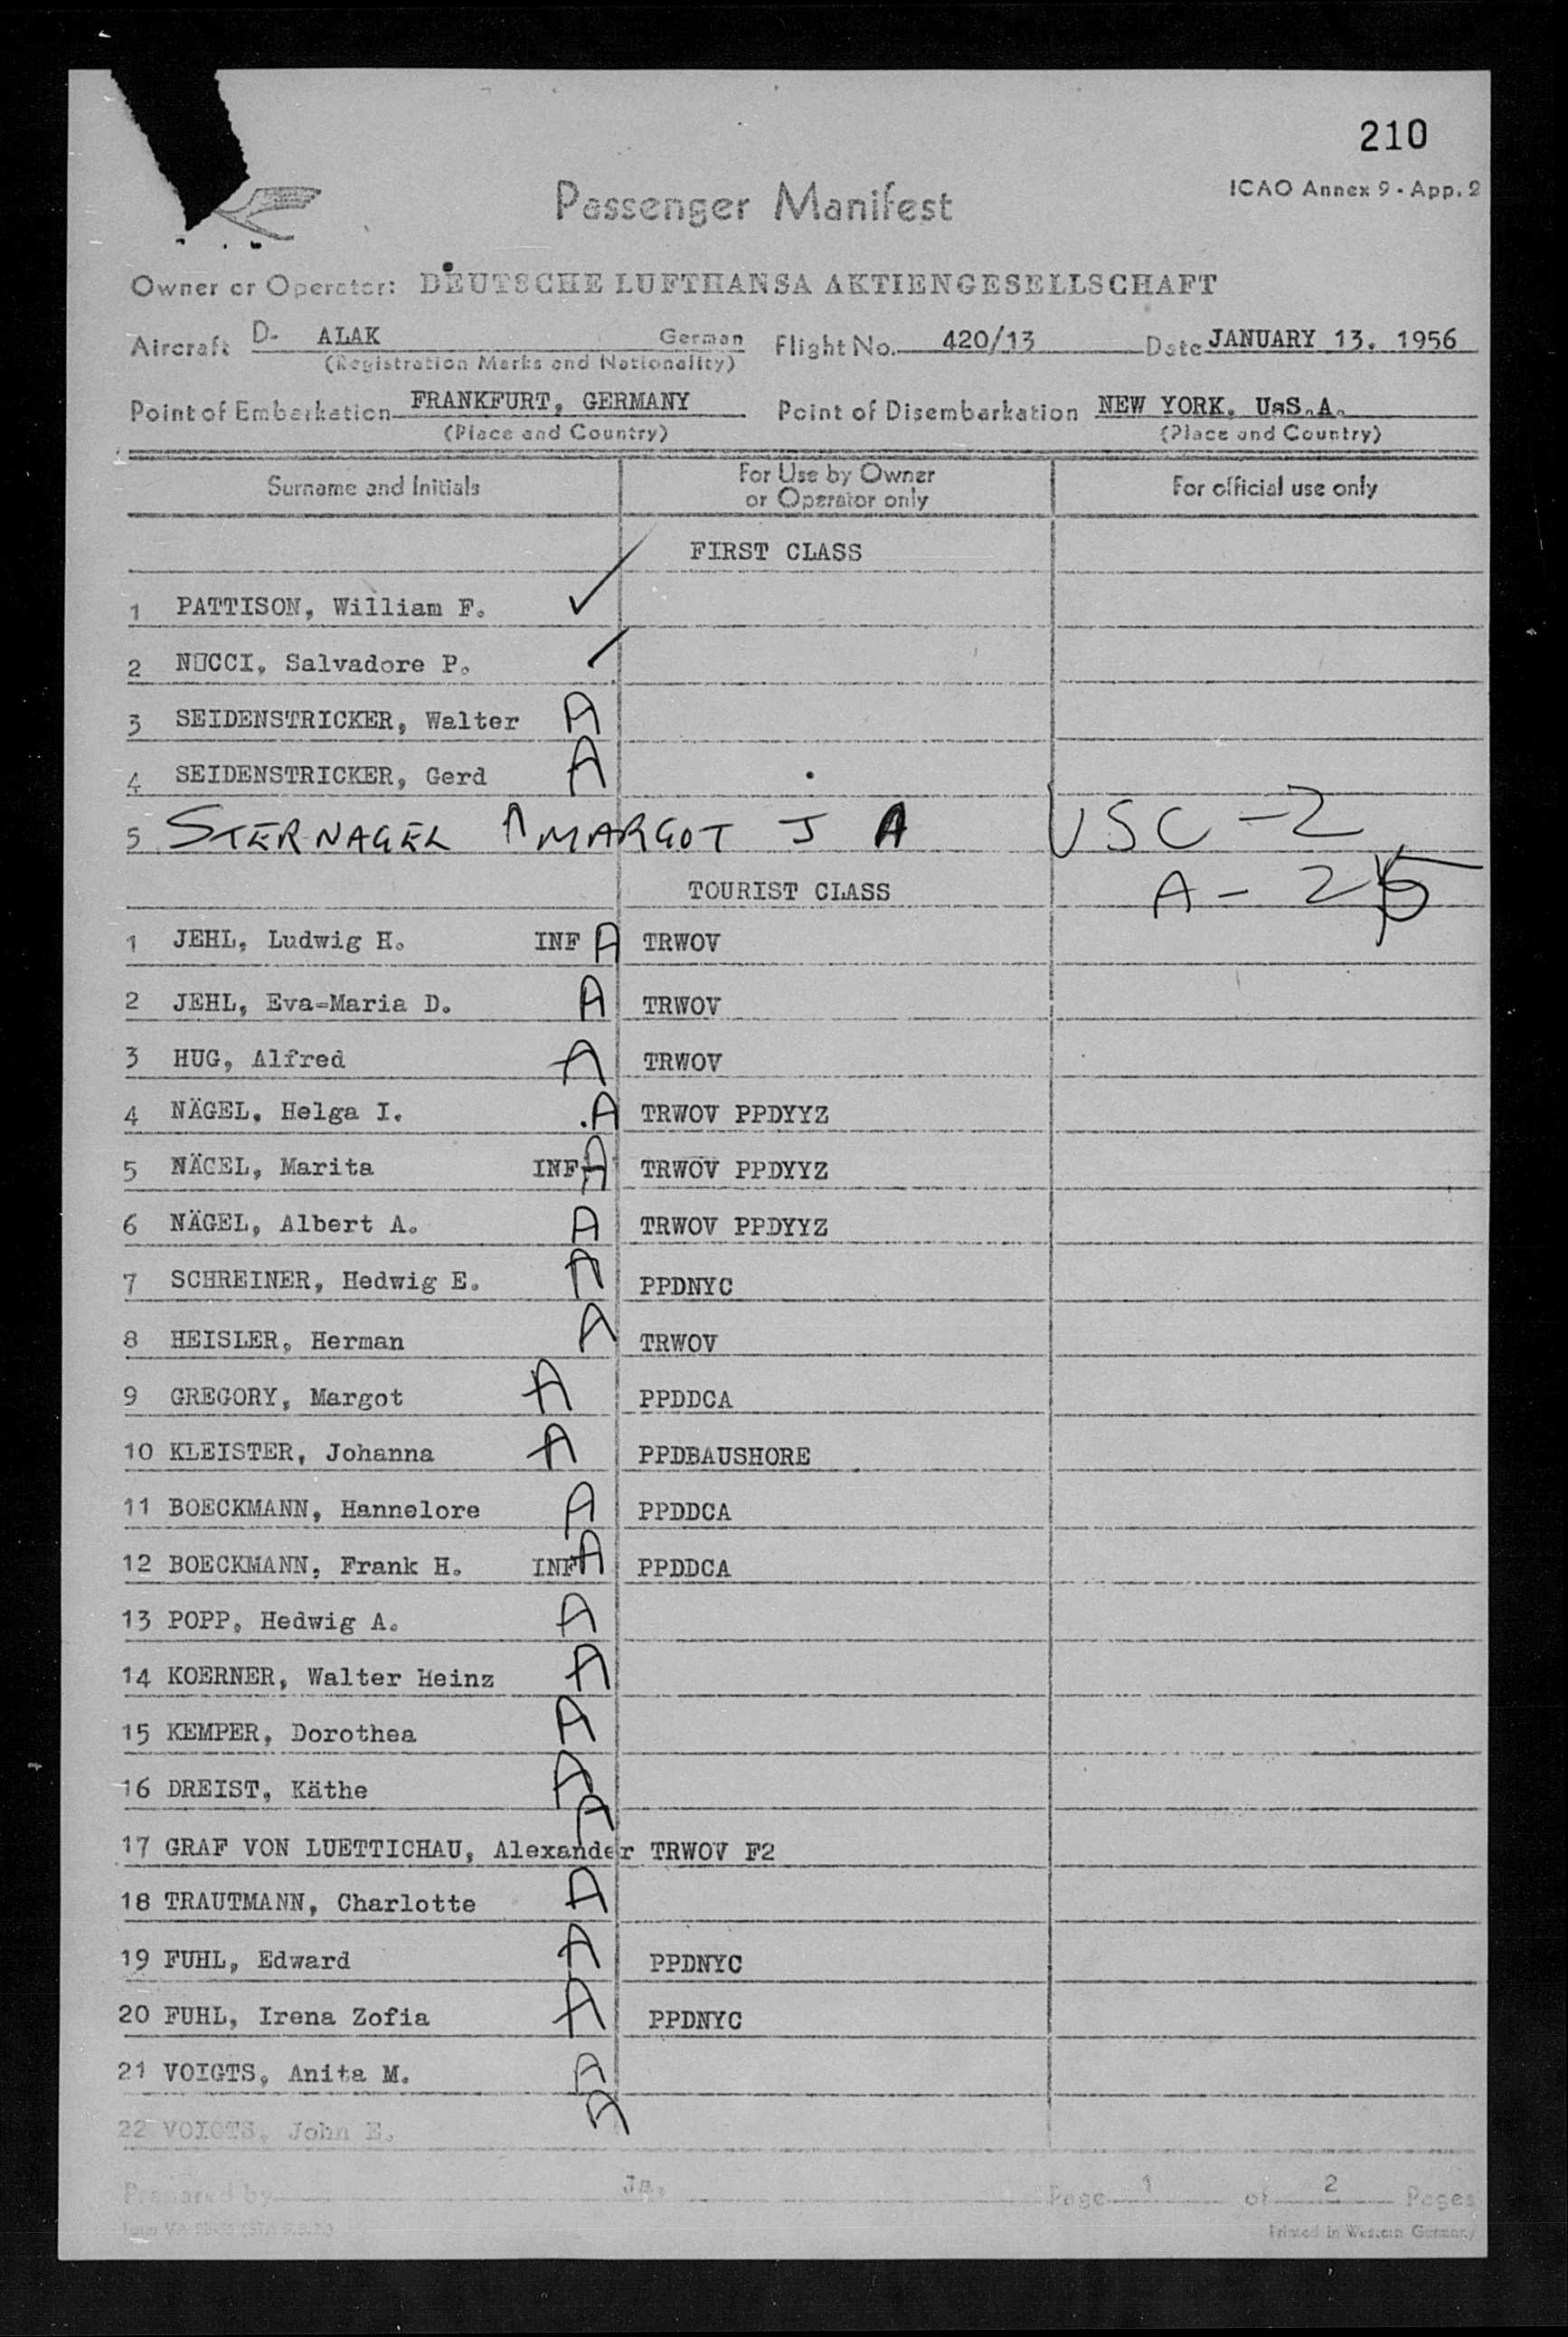 210
ICAO Annex 9 - App. 2
Passenger Manifest
Owner or Operator: DEUTSCHE LUFTHANSA AKTIENGESELLSCHAFT
Aircraft D- ALAK German Flight No. 420/13 Date JANUARY 13. 1956
(Registration Marks and Nationality)
Point of Embarkation FRANKFURT, GERMANY Point of Disembarkation NEW YORK, U.S.A.
(Place and Country) (Place and Country)
Surname and Initials For Use by Owner or Operator only For official use only
FIRST CLASS
1 PATTISON, William F. ✓
2 NUCCI, Salvadore P. /
3 SEIDENSTRICKER, Walter A
4 SEIDENSTRICKER, Gerd A
5 STERNAGEL, MARGOT J A USC - 2
TOURIST CLASS A - 25
1 JEHL, Ludwig H. INF A TRWOV
2 JEHL, Eva-Maria D. A TRWOV
3 HUG, Alfred A TRWOV
4 NÄGEL, Helga I. A TRWOV PPDYYZ
5 NÄGEL, Marita INF A TRWOV PPDYYZ
6 NÄGEL, Albert A. A TRWOV PPDYYZ
7 SCHREINER, Hedwig E. A PPDNYC
8 HEISLER, Herman A TRWOV
9 GREGORY, Margot A PPDDCA
10 KLEISTER, Johanna A PPDBAUSHORE
11 BOECKMANN, Hannelore A PPDDCA
12 BOECKMANN, Frank H. INF A PPDDCA
13 POPP, Hedwig A. A
14 KOERNER, Walter Heinz A
15 KEMPER, Dorothea A
16 DREIST, Käthe A
17 GRAF VON LUETTICHAU, Alexander A TRWOV F2
18 TRAUTMANN, Charlotte A
19 FUHL, Edward A PPDNYC
20 FUHL, Irena Zofia A PPDNYC
21 VOIGTS, Anita M. A
22 VOIGTS, John E. A
Prepared by Page 1 of 2 Pages
Printed in Western Germany